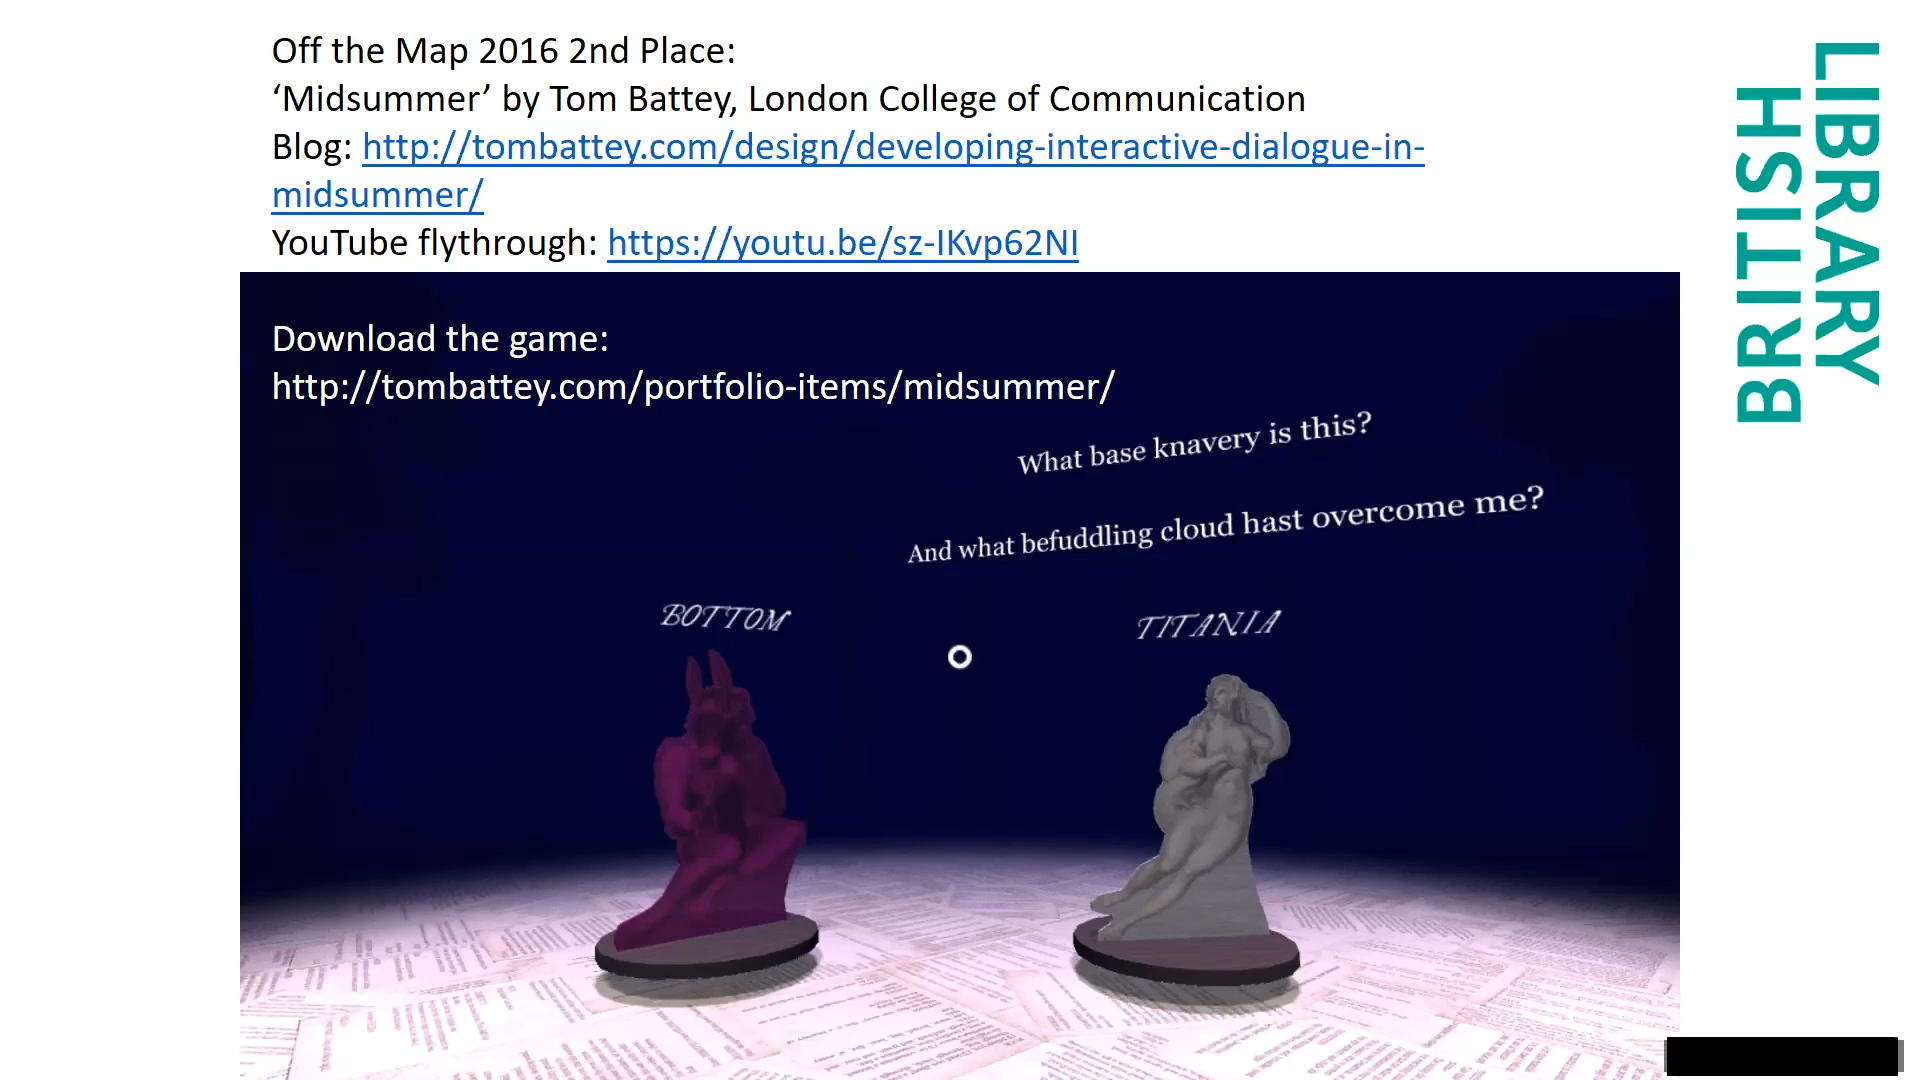 Off the Map 2016 2nd Place:
‘Midsummer’ by Tom Battey, London College of Communication
Blog: http://tombattey.com/design/developing-interactive-dialogue-in-
midsummer/
YouTube flythrough: https://youtu.be/sz-IKvp62NI
BRITISH
LIBRARY
Download the game:
http://tombattey.com/portfolio-items/midsummer/
What base knavery is this?
And what befuddling cloud hast overcome me?
BOTTOM
TITANIA